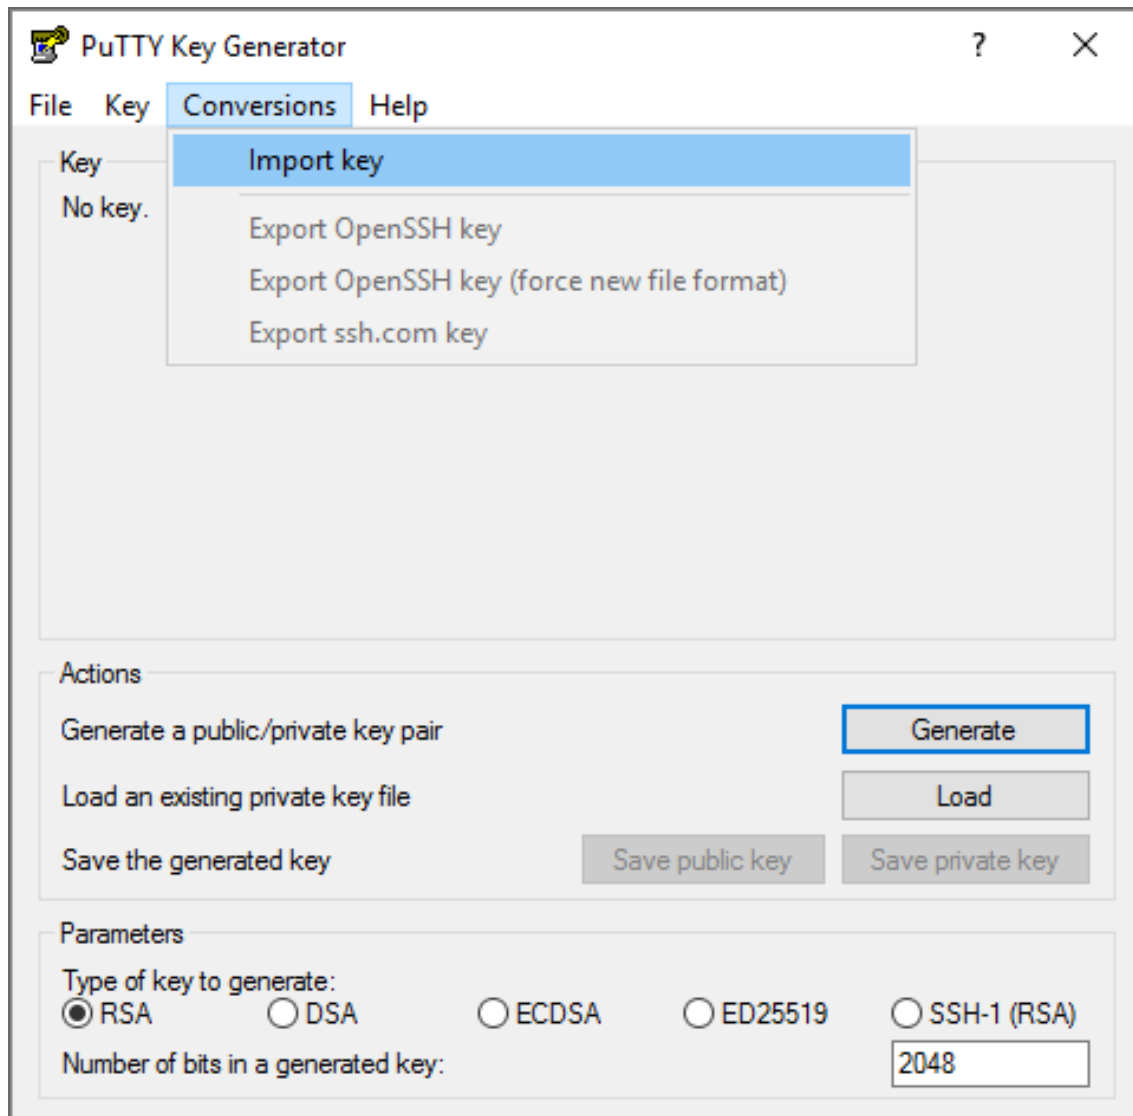 PuTTY Key Generator
? ×
File Key Conversions Help
Import key
Export OpenSSH key
Export OpenSSH key (force new file format)
Export ssh.com key
Key
No key.
Actions
Generate a public/private key pair Generate
Load an existing private key file Load
Save the generated key Save public key Save private key
Parameters
Type of key to generate:
RSA DSA ECDSA ED25519 SSH-1 (RSA)
Number of bits in a generated key: 2048